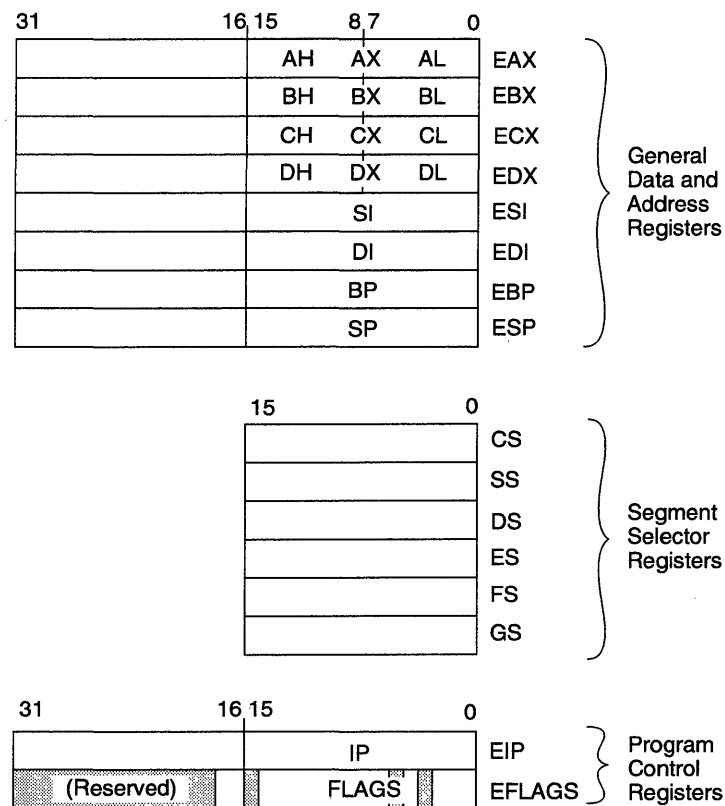 31 16 15 8 7 0
AH AX AL EAX
BH BX BL EBX
CH CX CL ECX
DH DX DL EDX
SI ESI
DI EDI
BP EBP
SP ESP
General
Data and
Address
Registers
15 0
CS
SS
DS
ES
FS
GS
Segment
Selector
Registers
31 16 15 0
IP EIP
(Reserved) FLAGS EFLAGS
Program
Control
Registers